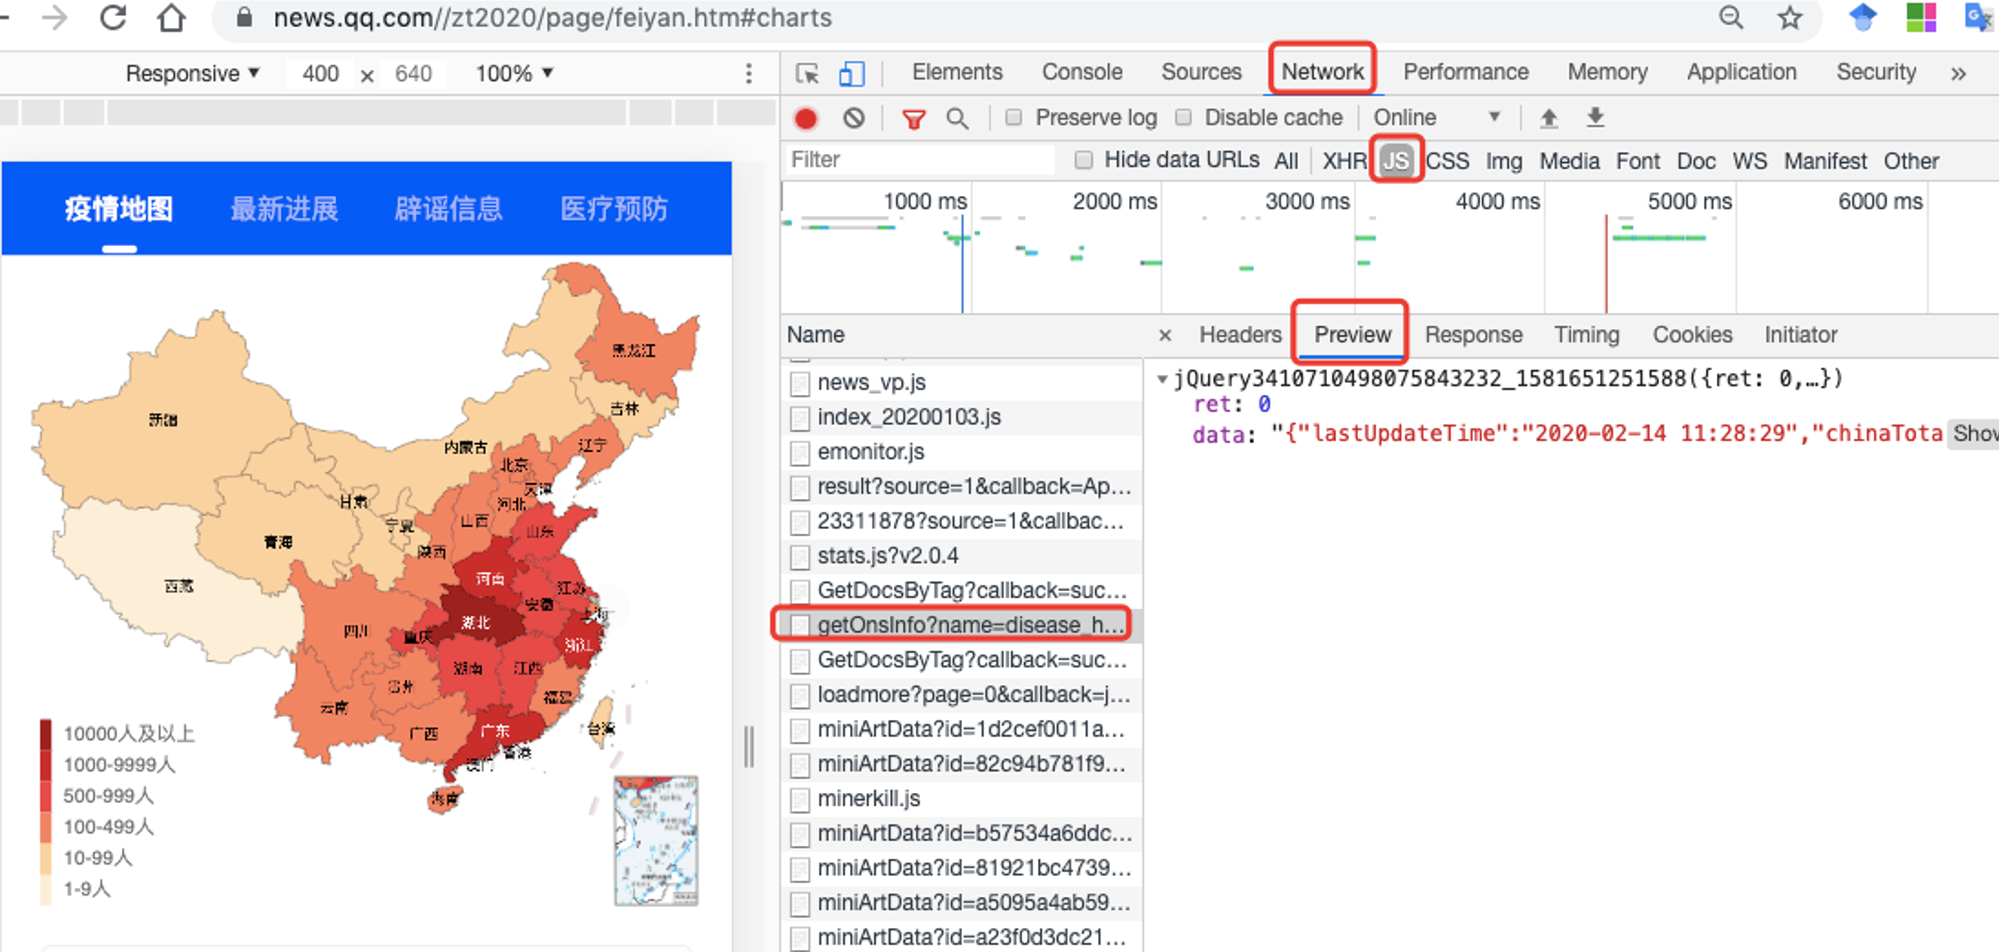 news.qq.com//zt2020/page/feiyan.htm#charts
Responsive ▼ 400 × 640 100% ▼
Elements Console Sources Network Performance Memory Application Security »
Preserve log Disable cache Online ▼
Filter Hide data URLs All XHR JS CSS Img Media Font Doc WS Manifest Other
1000 ms 2000 ms 3000 ms 4000 ms 5000 ms 6000 ms
疫情地图 最新进展 辟谣信息 医疗预防
黑龙江
吉林
新疆
内蒙古
辽宁
北京
天津
甘肃
河北
宁夏
山西
山东
青海
陕西
河南
西藏
江苏
安徽
上海
湖北
四川
重庆
浙江
湖南
江西
贵州
福建
云南
广西
广东
台湾
香港
澳门
海南
10000人及以上
1000-9999人
500-999人
100-499人
10-99人
1-9人
Name
× Headers Preview Response Timing Cookies Initiator
news_vp.js
index_20200103.js
emonitor.js
result?source=1&callback=Ap...
23311878?source=1&callbac...
stats.js?v2.0.4
GetDocsByTag?callback=suc...
getOnsInfo?name=disease_h...
GetDocsByTag?callback=suc...
loadmore?page=0&callback=j...
miniArtData?id=1d2cef0011a...
miniArtData?id=82c94b781f9...
minerkill.js
miniArtData?id=b57534a6ddc...
miniArtData?id=81921bc4739...
miniArtData?id=a5095a4ab59...
miniArtData?id=a23f0d3dc21...
▼jQuery3410710498075843232_1581651251588({ret: 0,…})
ret: 0
data: "{"lastUpdateTime":"2020-02-14 11:28:29","chinaTota Show